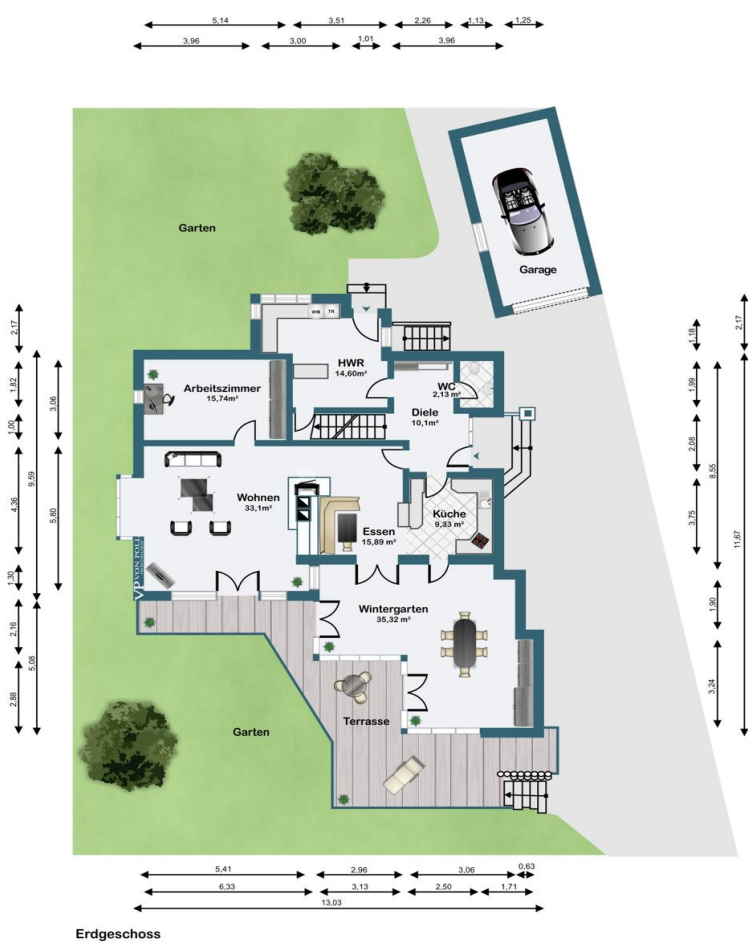 5,14
3,51
2,26
1,13
1,25
3,96
3,00
1,01
3,96
Garten
Garage
2,17
1,82
1,00
4,36
1,30
2,16
2,88
9,59
5,08
3,06
5,80
WM TR
HWR
14,60m²
Arbeitszimmer
15,74m²
WC
2,13 m²
Diele
10,1m²
Wohnen
33,1m²
Essen
15,89 m²
Küche
9,33 m²
VP VON POLL
IMMOBILIEN
Wintergarten
35,32 m²
Terrasse
Garten
1,18
1,99
2,08
3,75
1,90
3,24
8,55
2,17
11,67
5,41
2,96
3,06
0,63
6,33
3,13
2,50
1,71
13,03
Erdgeschoss